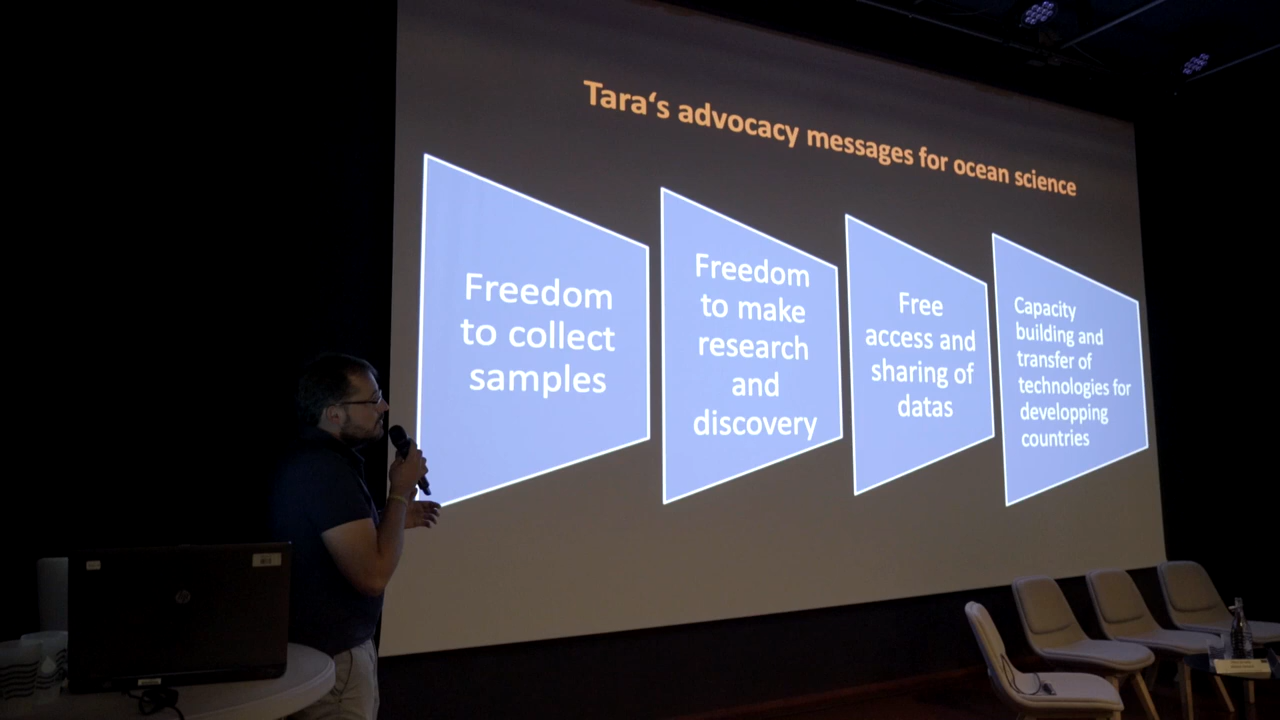 Tara‘s advocacy messages for ocean science
Freedom
to collect
samples
Freedom
to make
research
and
discovery
Free
access and
sharing of
datas
Capacity
building and
transfer of
technologies for
developping
countries
hp